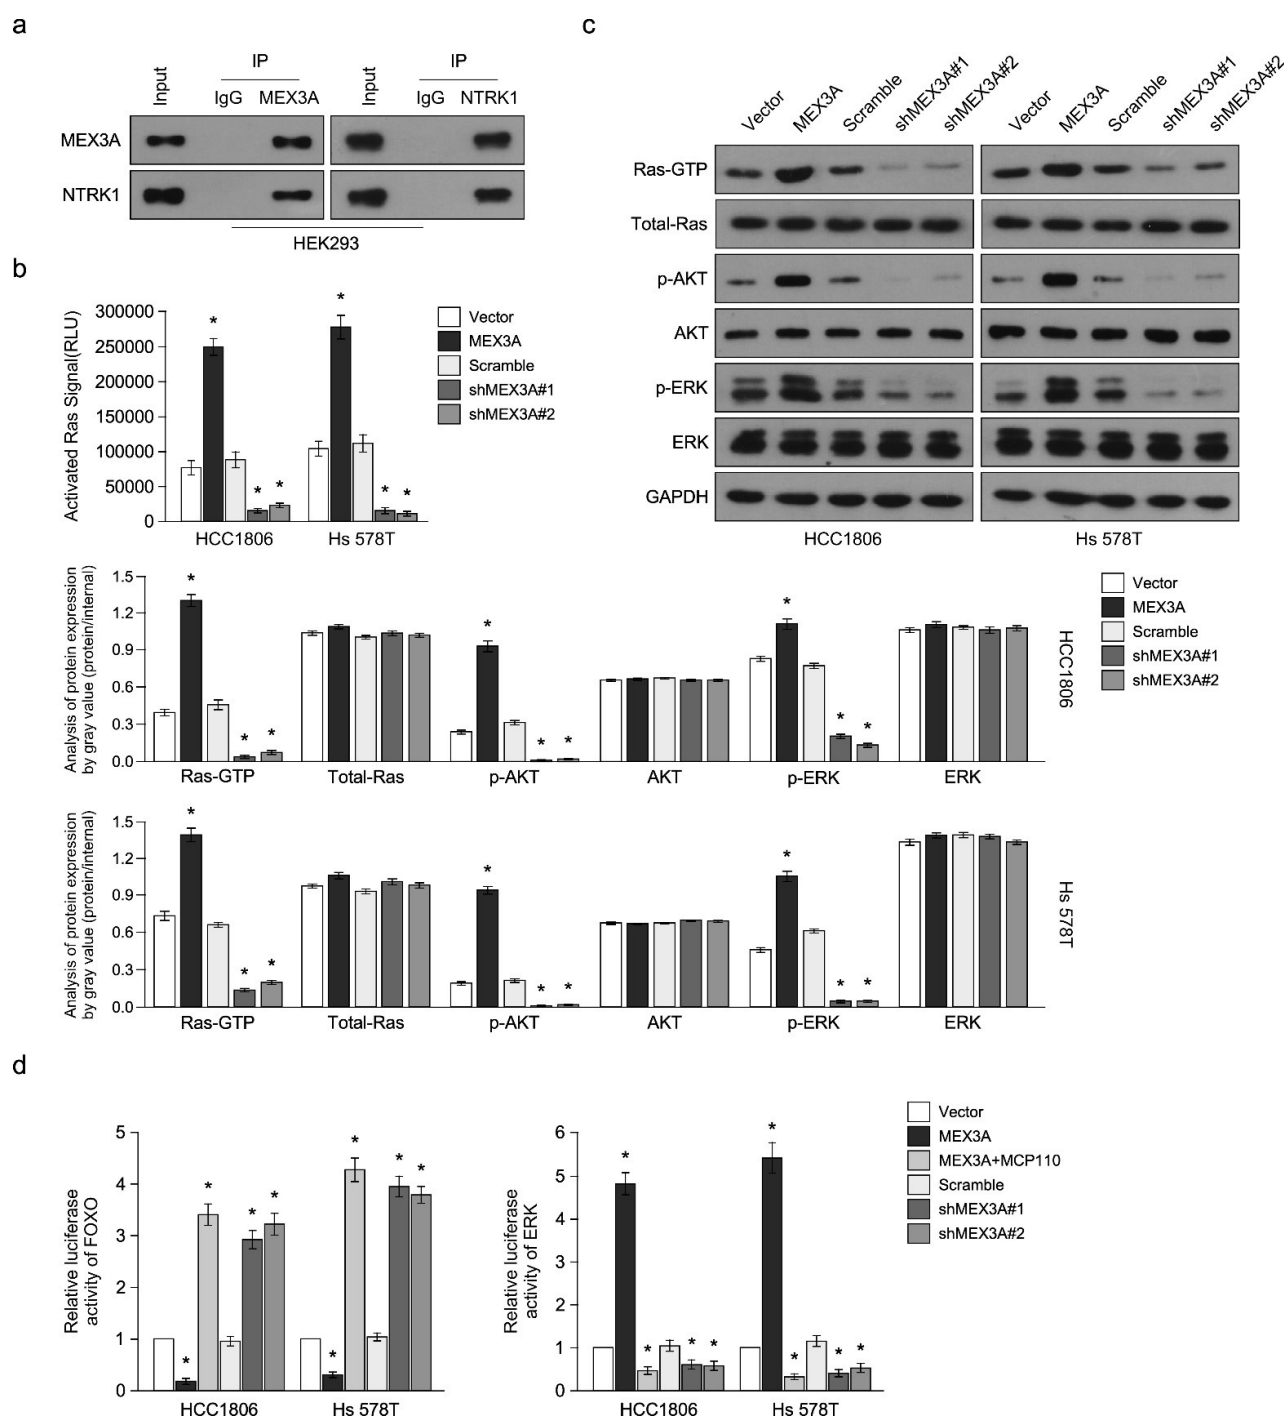 a
IP
IP
Input
IgG
MEX3A
Input
IgG
NTRK1
MEX3A
NTRK1
HEK293
b
Activated Ras Signal(RLU)
300000
250000
200000
150000
100000
50000
0
*
*
*
*
*
*
HCC1806
Hs 578T
Vector
MEX3A
Scramble
shMEX3A#1
shMEX3A#2
c
Vector
MEX3A
Scramble
shMEX3A#1
shMEX3A#2
Vector
MEX3A
Scramble
shMEX3A#1
shMEX3A#2
Ras-GTP
Total-Ras
p-AKT
AKT
p-ERK
ERK
GAPDH
HCC1806
Hs 578T
Analysis of protein expression
by gray value (protein/internal)
1.5
1.2
0.9
0.6
0.3
0.0
*
*
*
*
*
*
*
*
*
Ras-GTP
Total-Ras
p-AKT
AKT
p-ERK
ERK
HCC1806
Vector
MEX3A
Scramble
shMEX3A#1
shMEX3A#2
Analysis of protein expression
by gray value (protein/internal)
1.5
1.2
0.9
0.6
0.3
0.0
*
*
*
*
*
*
*
*
*
Ras-GTP
Total-Ras
p-AKT
AKT
p-ERK
ERK
Hs 578T
d
Relative luciferase
activity of FOXO
5
4
3
2
1
0
*
*
*
*
*
*
*
*
HCC1806
Hs 578T
Relative luciferase
activity of ERK
6
5
4
3
2
1
0
*
*
*
*
*
*
*
*
HCC1806
Hs 578T
Vector
MEX3A
MEX3A+MCP110
Scramble
shMEX3A#1
shMEX3A#2